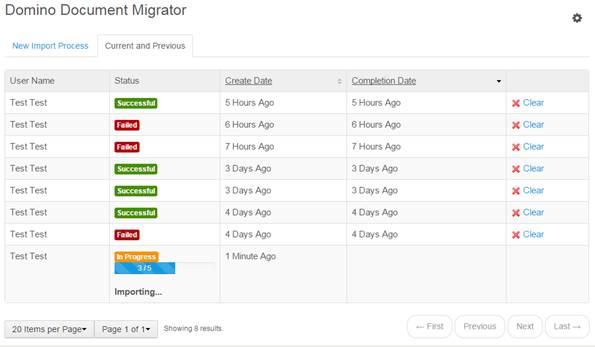 Domino Document Migrator
New Import Process Current and Previous
User Name Status Create Date Completion Date
Test Test Successful 5 Hours Ago 5 Hours Ago Clear
Test Test Failed 6 Hours Ago 6 Hours Ago Clear
Test Test Failed 7 Hours Ago 7 Hours Ago Clear
Test Test Successful 3 Days Ago 3 Days Ago Clear
Test Test Successful 3 Days Ago 3 Days Ago Clear
Test Test Successful 4 Days Ago 4 Days Ago Clear
Test Test Failed 4 Days Ago 4 Days Ago Clear
Test Test In Progress 1 Minute Ago
3 / 5
Importing...
20 Items per Page Page 1 of 1 Showing 8 results. ← First Previous Next Last →